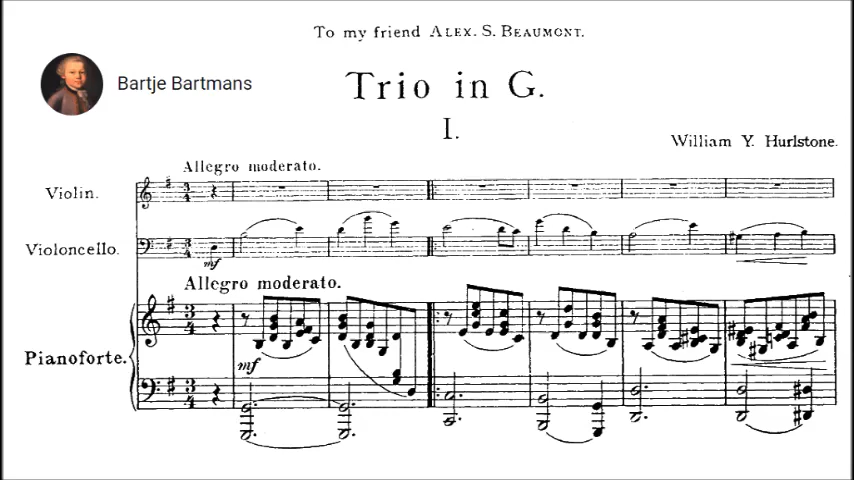 To my friend ALEX. S. BEAUMONT.
Bartje Bartmans
Trio in G.
I.
William Y. Hurlstone.
Allegro moderato.
Violin.
Violoncello.
mf
Allegro moderato.
Pianoforte.
mf